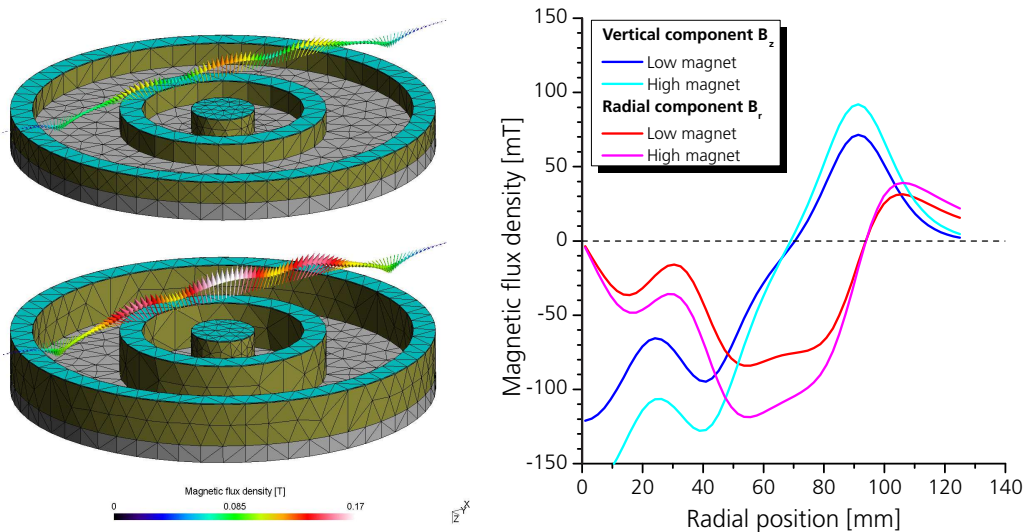 Magnetic flux density [T]
0 0.085 0.17
X
Y
Z
150
100
50
0
-50
-100
-150
0 20 40 60 80 100 120 140
Magnetic flux density [mT]
Radial position [mm]
Vertical component B_z
Low magnet
High magnet
Radial component B_r
Low magnet
High magnet